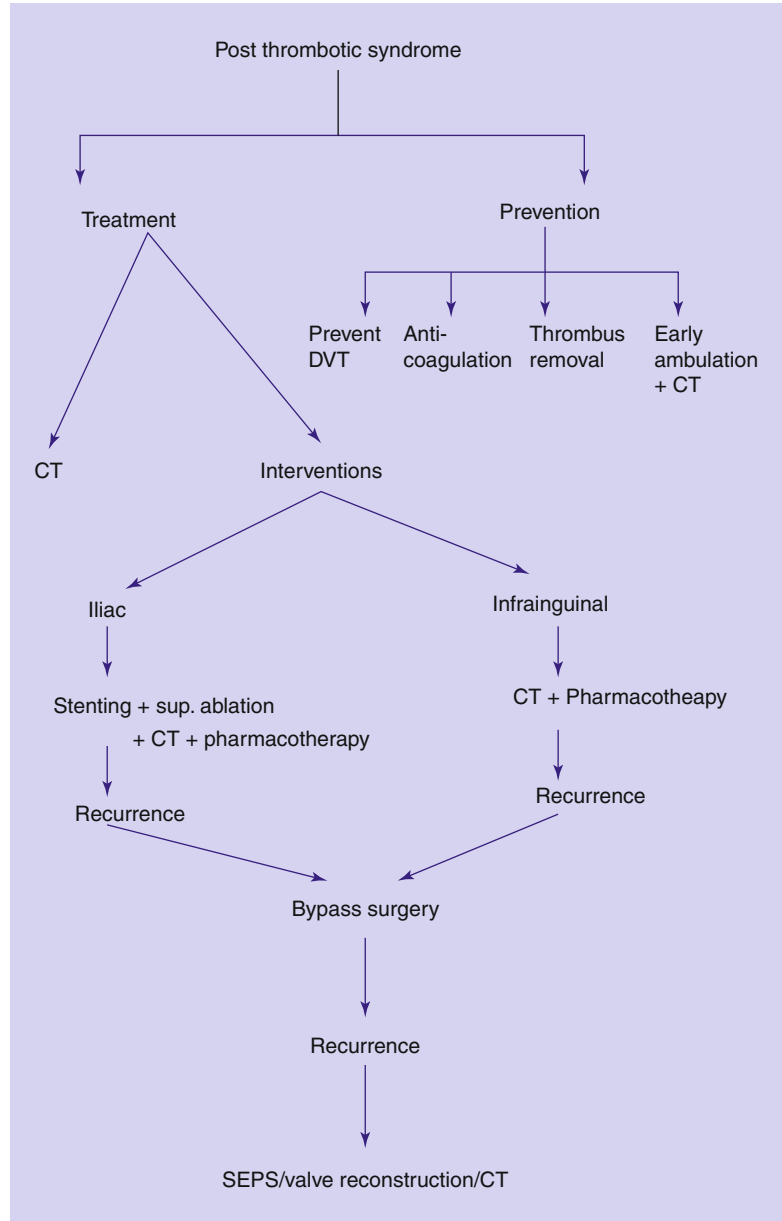 Post thrombotic syndrome
Treatment
Prevention
Prevent
DVT
Anti-
coagulation
Thrombus
removal
Early
ambulation
+ CT
CT
Interventions
Iliac
Infrainguinal
Stenting + sup. ablation
+ CT + pharmacotherapy
CT + Pharmacotheapy
Recurrence
Recurrence
Bypass surgery
Recurrence
SEPS/valve reconstruction/CT